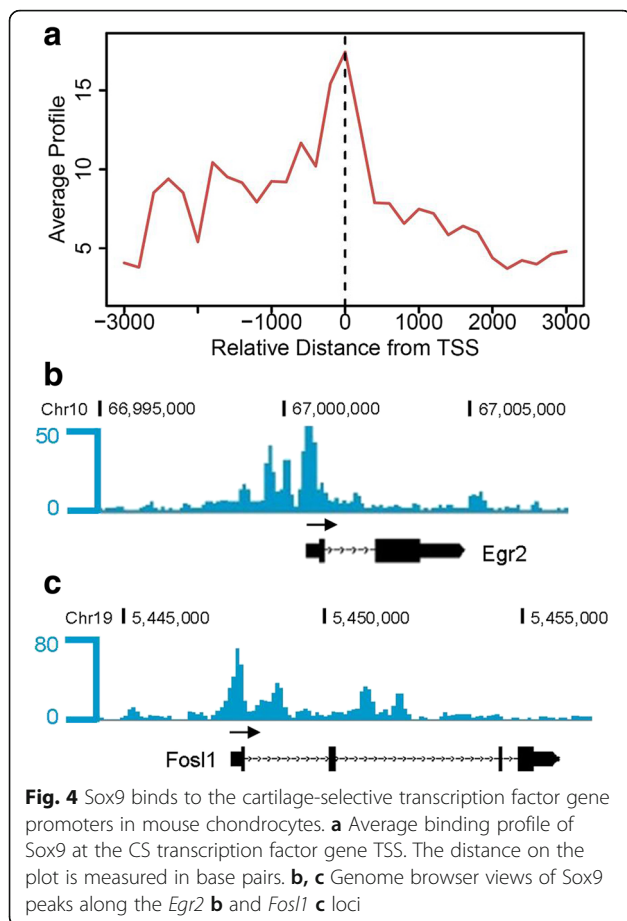 a
15
10
5
Average Profile
−3000 −1000 0 1000 2000 3000
Relative Distance from TSS
b
Chr10 66,995,000 67,000,000 67,005,000
50
0
Egr2
c
Chr19 5,445,000 5,450,000 5,455,000
80
0
Fosl1
Fig. 4 Sox9 binds to the cartilage-selective transcription factor gene
promoters in mouse chondrocytes. a Average binding profile of
Sox9 at the CS transcription factor gene TSS. The distance on the
plot is measured in base pairs. b, c Genome browser views of Sox9
peaks along the Egr2 b and Fosl1 c loci